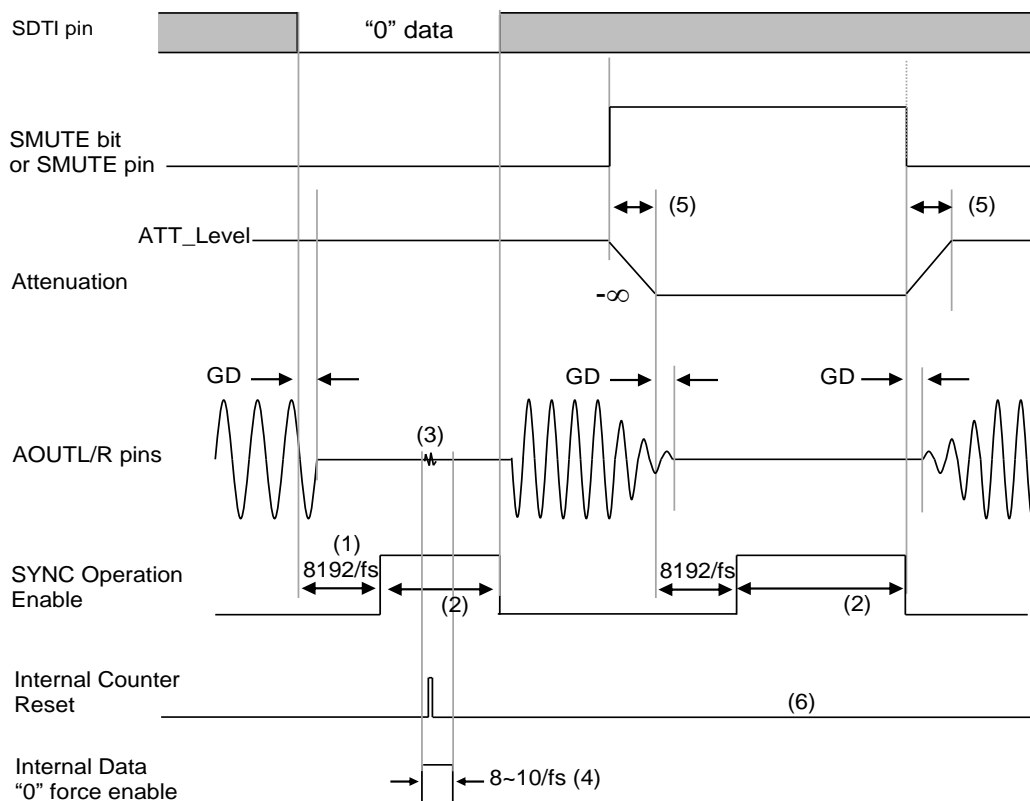 SDTI pin
“0” data
SMUTE bit
or SMUTE pin
(5)
(5)
ATT_Level
Attenuation
-∞
GD
GD
GD
(3)
AOUTL/R pins
(1)
8192/fs
8192/fs
SYNC Operation
Enable
(2)
(2)
Internal Counter
Reset
(6)
Internal Data
“0” force enable
8~10/fs (4)